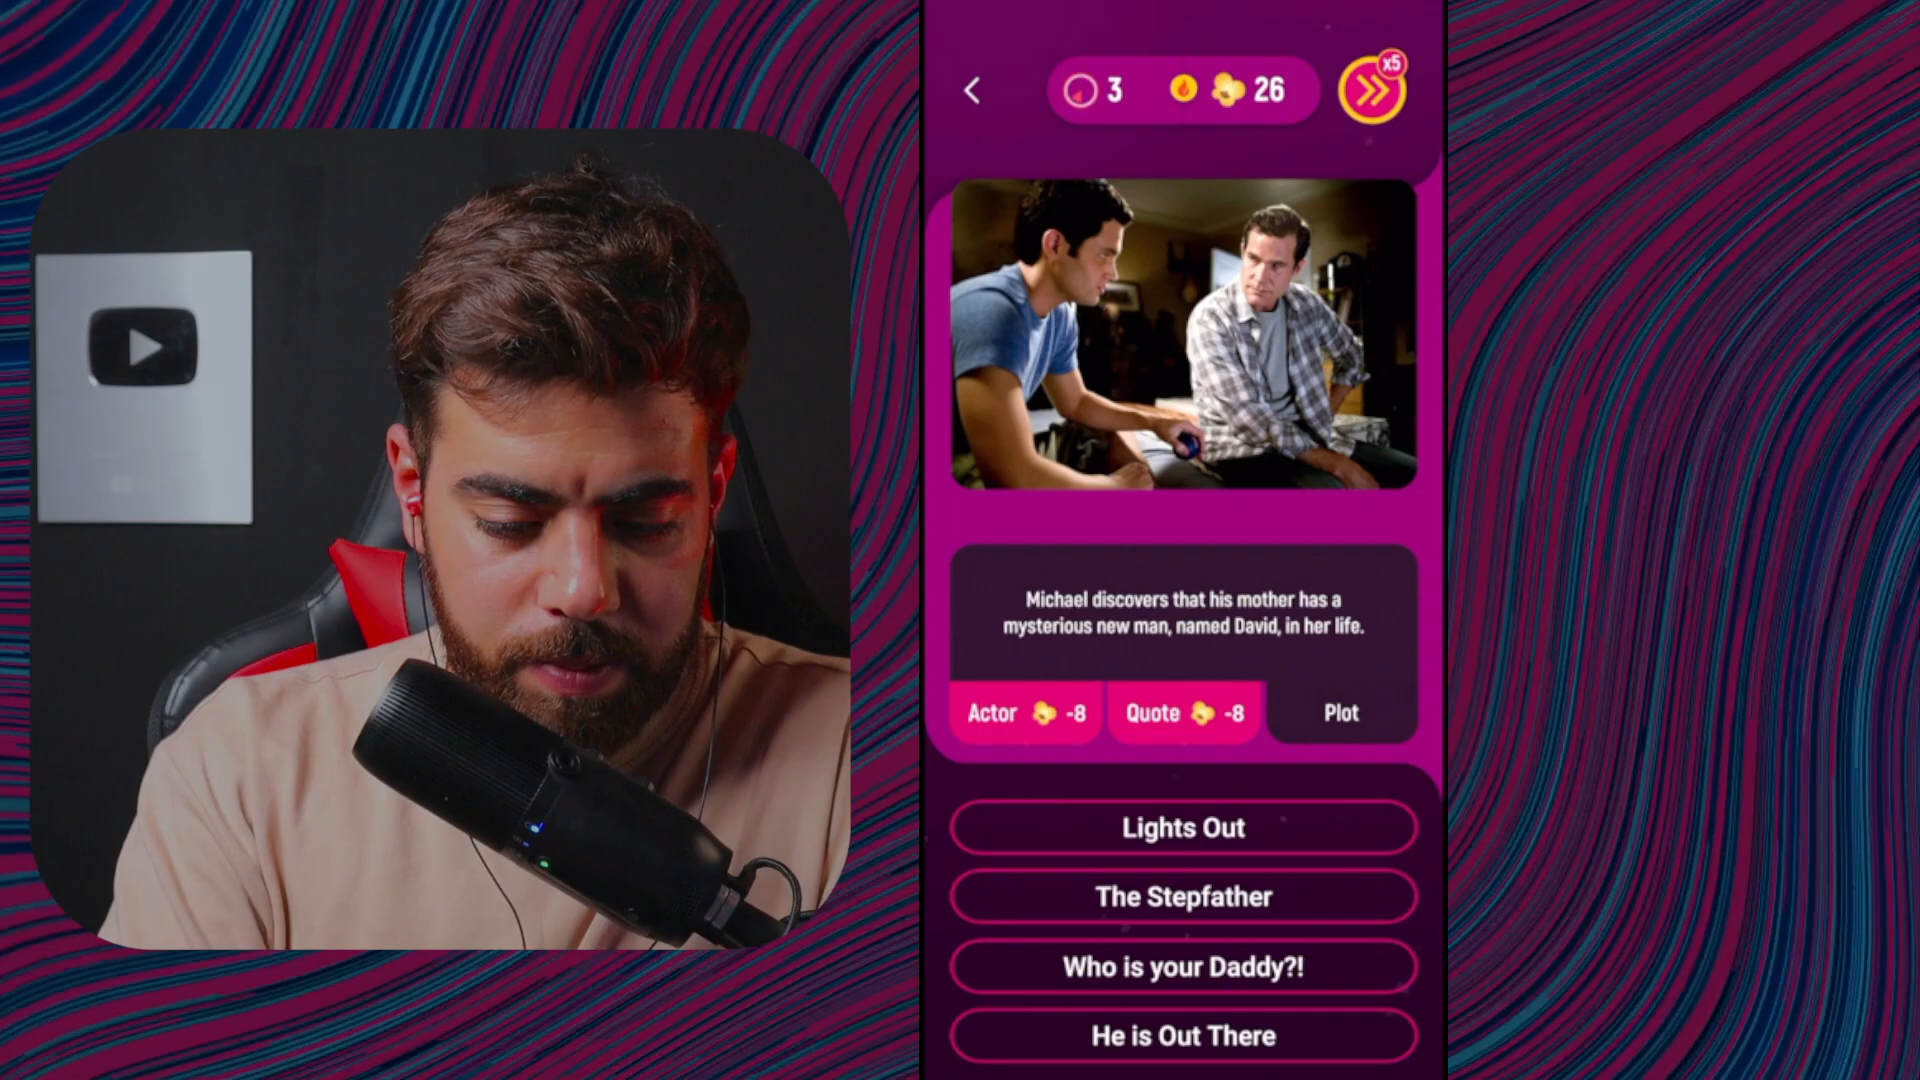 3
26
x5
Michael discovers that his mother has a
mysterious new man, named David, in her life.
Actor -8
Quote -8
Plot
Lights Out
The Stepfather
Who is your Daddy?!
He is Out There